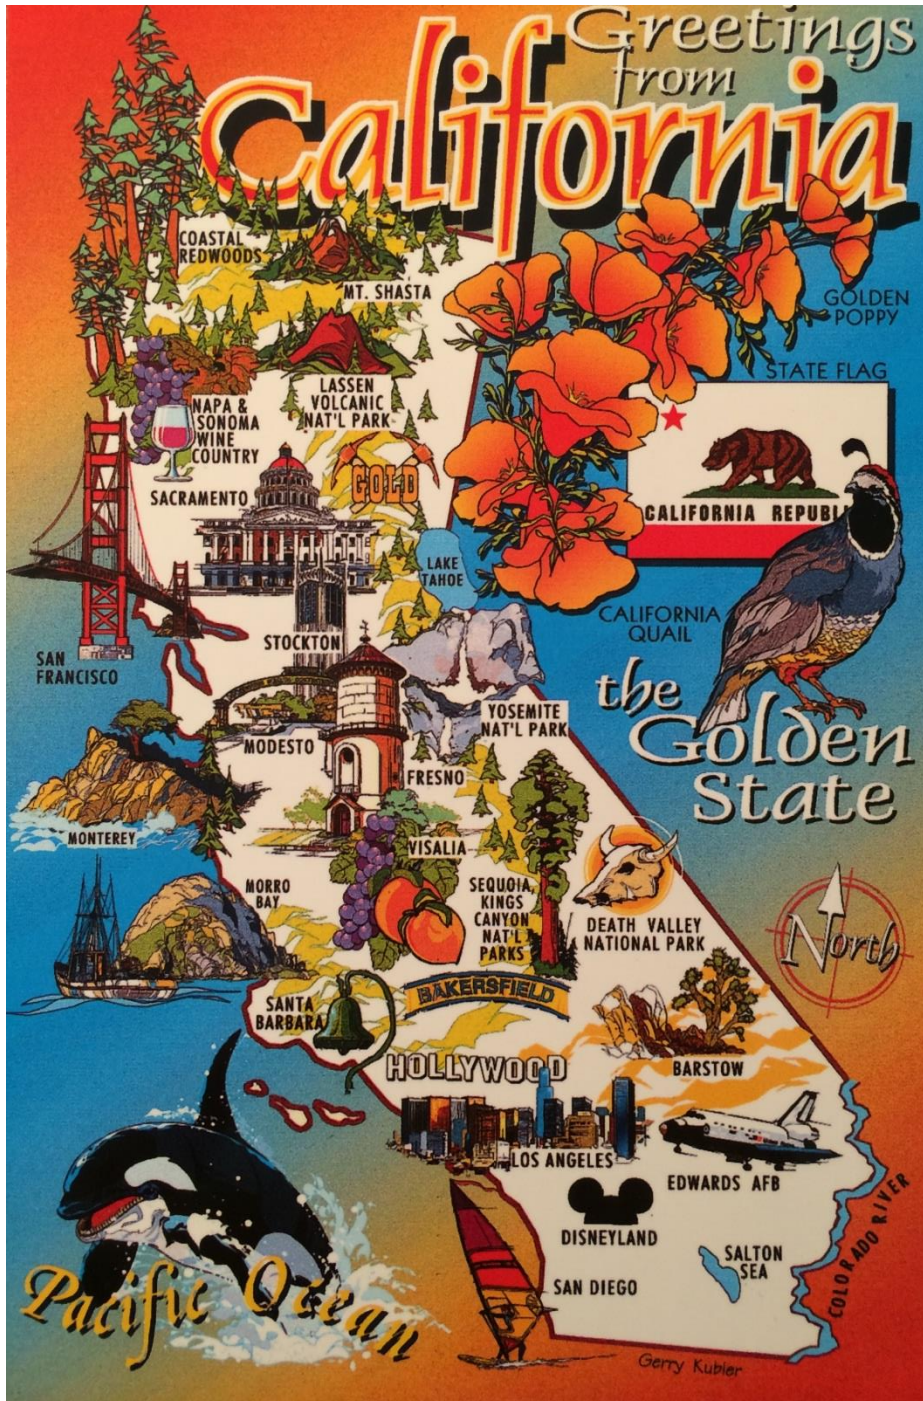 Greetings
from
California
COASTAL
REDWOODS
MT. SHASTA
GOLDEN
POPPY
LASSEN
VOLCANIC
NAT'L PARK
STATE FLAG
NAPA &
SONOMA
WINE
COUNTRY
GOLD
SACRAMENTO
CALIFORNIA REPUBL
LAKE
TAHOE
CALIFORNIA
QUAIL
STOCKTON
SAN
FRANCISCO
the
Golden
State
YOSEMITE
NAT'L PARK
MODESTO
FRESNO
MONTEREY
VISALIA
MORRO
BAY
SEQUOIA,
KINGS
CANYON
NAT'L
PARKS
DEATH VALLEY
NATIONAL PARK
North
SANTA
BARBARA
BAKERSFIELD
HOLLYWOOD
BARSTOW
LOS ANGELES
EDWARDS AFB
DISNEYLAND
COLORADO RIVER
SALTON
SEA
SAN DIEGO
Pacific Ocean
Gerry Kubler